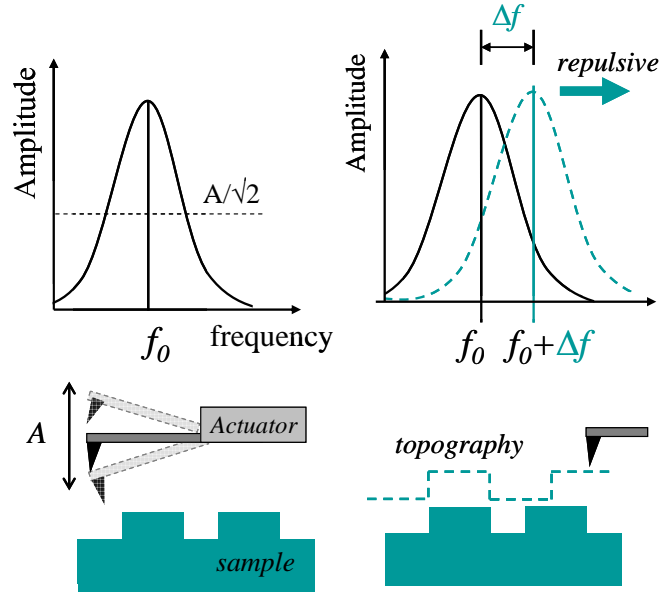 Δf
repulsive
Amplitude
Amplitude
A/√2
f0
frequency
f0
f0+Δf
A
Actuator
topography
sample